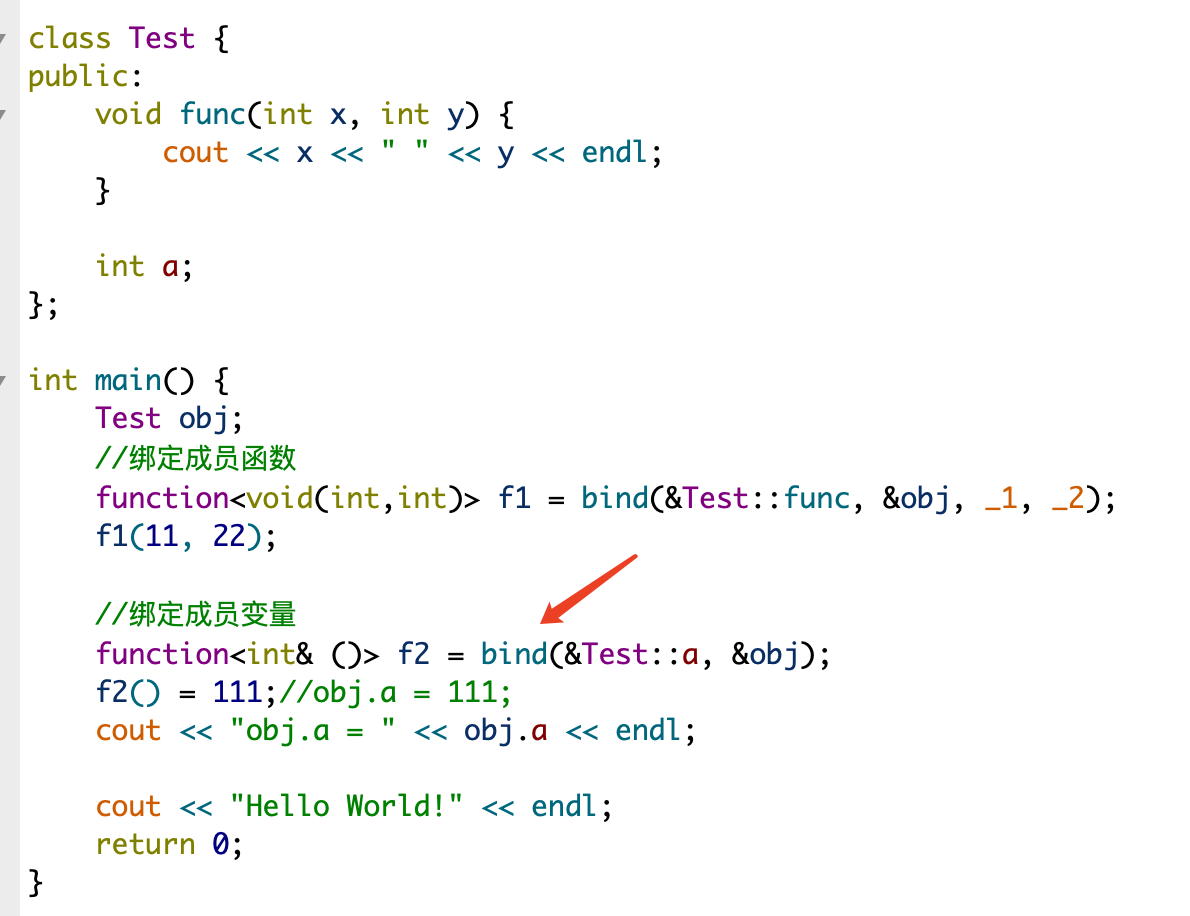 class Test {
public:
    void func(int x, int y) {
        cout << x << " " << y << endl;
    }
    int a;
};
int main() {
    Test obj;
    //绑定成员函数
    function<void(int,int)> f1 = bind(&Test::func, &obj, _1, _2);
    f1(11, 22);
    //绑定成员变量
    function<int& ()> f2 = bind(&Test::a, &obj);
    f2() = 111;//obj.a = 111;
    cout << "obj.a = " << obj.a << endl;
    cout << "Hello World!" << endl;
    return 0;
}